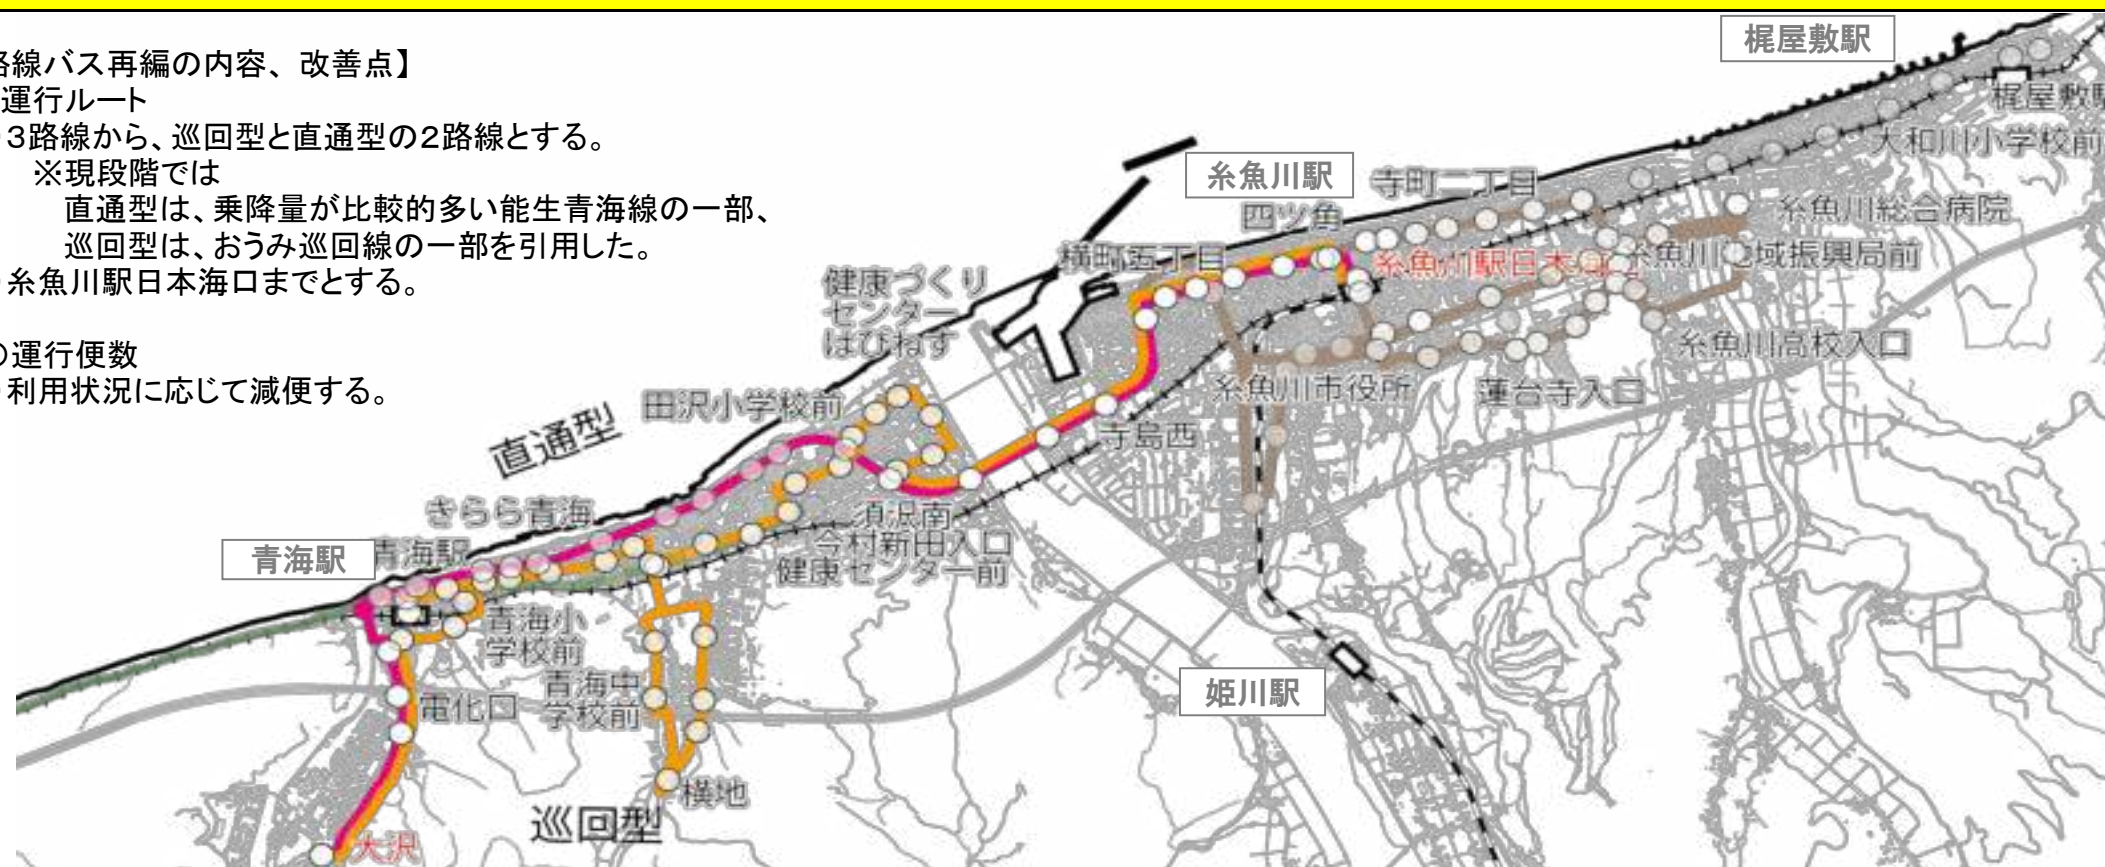 路線バス再編の内容、改善点】
運行ルート
３路線から、巡回型と直通型の２路線とする。
※現段階では
直通型は、乗降量が比較的多い能生青海線の一部、
巡回型は、おうみ巡回線の一部を引用した。
糸魚川駅日本海口までとする。
の運行便数
利用状況に応じて減便する。
梶屋敷駅
梶屋敷駅
大和川小学校前
糸魚川駅
寺町二丁目
四ツ角
糸魚川総合病院
横町五丁目
糸魚川駅日本海口
糸魚川地域振興局前
健康づくり
センター
はぴねす
糸魚川高校入口
糸魚川市役所
蓮台寺入口
田沢小学校前
直通型
寺島西
きらら青海
須沢南
今村新田入口
健康センター前
青海駅
青海駅
青海小
学校前
電化口
青海中
学校前
姫川駅
横地
巡回型
大沢